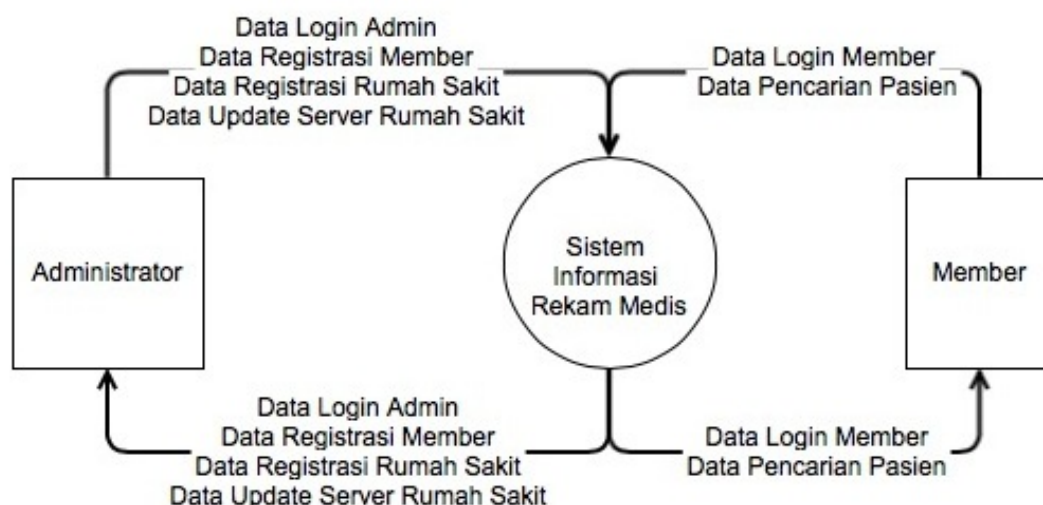 Data Login Admin
Data Registrasi Member
Data Registrasi Rumah Sakit
Data Update Server Rumah Sakit
Data Login Member
Data Pencarian Pasien
Administrator
Sistem
Informasi
Rekam Medis
Member
Data Login Admin
Data Registrasi Member
Data Registrasi Rumah Sakit
Data Update Server Rumah Sakit
Data Login Member
Data Pencarian Pasien